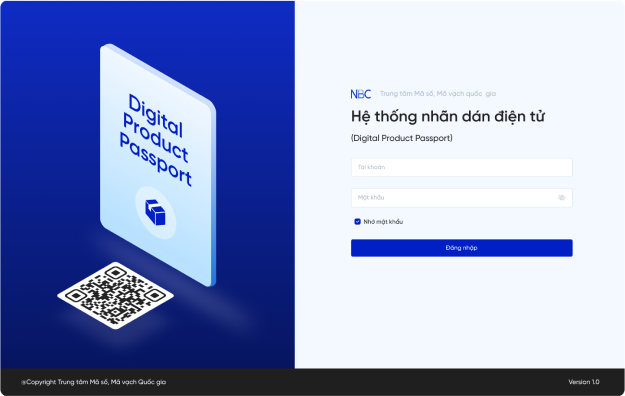 Digital
Product
Passport
NBC Trung tâm Mã số, Mã vạch quốc gia
Hệ thống nhãn dán điện tử
(Digital Product Passport)
Tài khoản
Mật khẩu
Nhớ mật khẩu
Đăng nhập
@Copyright Trung tâm Mã số, Mã vạch Quốc gia
Version 1.0